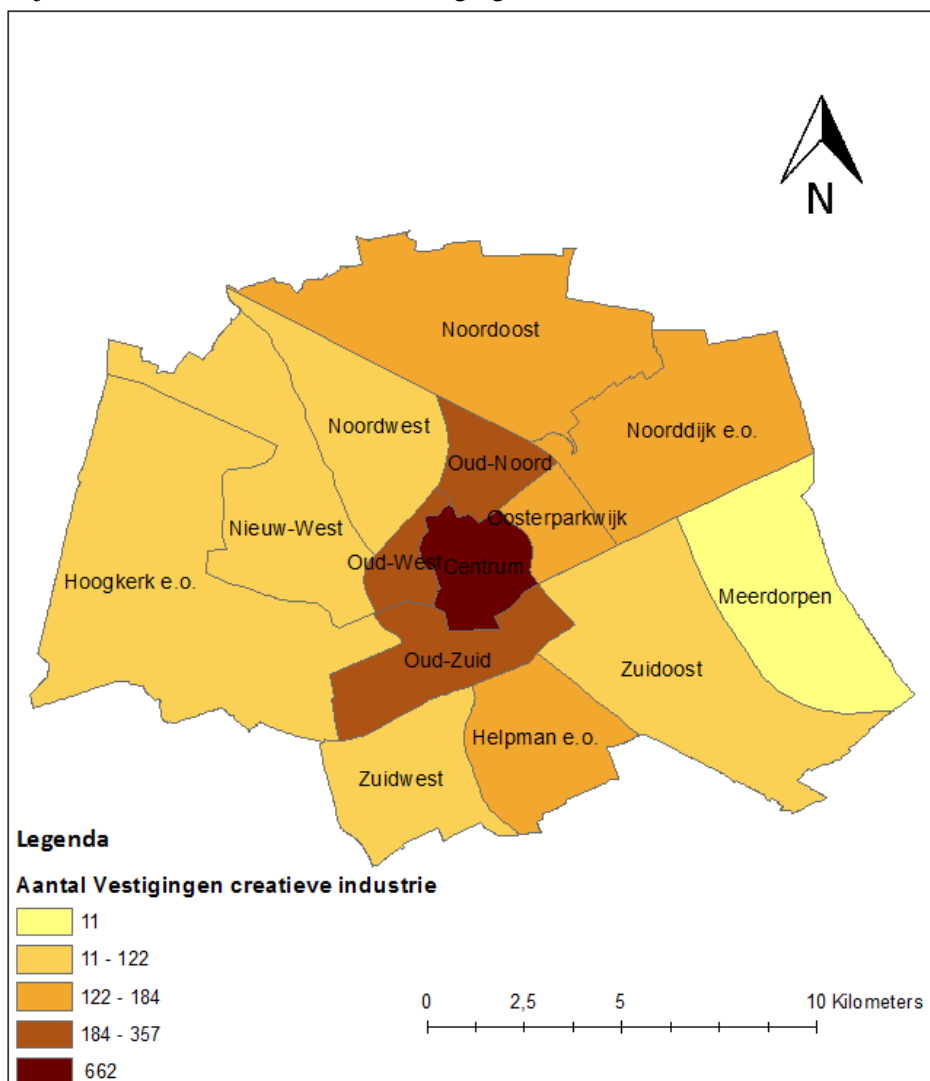 N
Noordoost
Noordwest
Noorddijk e.o.
Oud-Noord
Oosterparkwijk
Nieuw-West
Oud-West
Centrum
Hoogkerk e.o.
Meerdorpen
Oud-Zuid
Zuidoost
Helpman e.o.
Zuidwest
Legenda
Aantal Vestigingen creatieve industrie
11
11 - 122
122 - 184
184 - 357
662
0 2,5 5 10 Kilometers